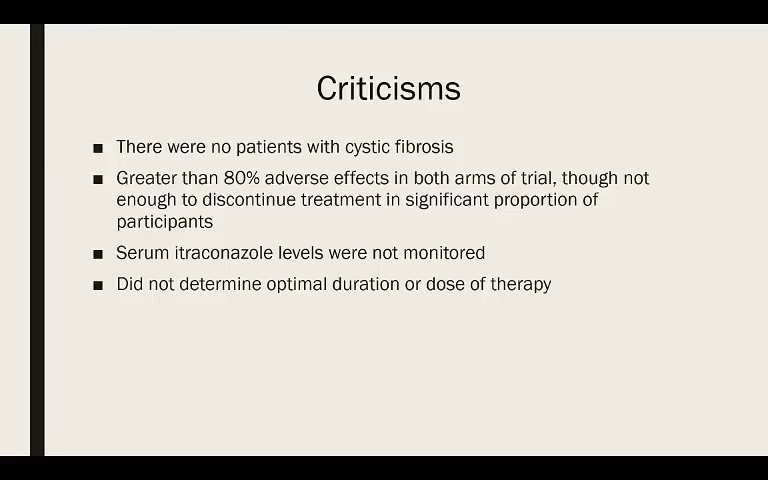 Criticisms
■ There were no patients with cystic fibrosis
■ Greater than 80% adverse effects in both arms of trial, though not
enough to discontinue treatment in significant proportion of
participants
■ Serum itraconazole levels were not monitored
■ Did not determine optimal duration or dose of therapy